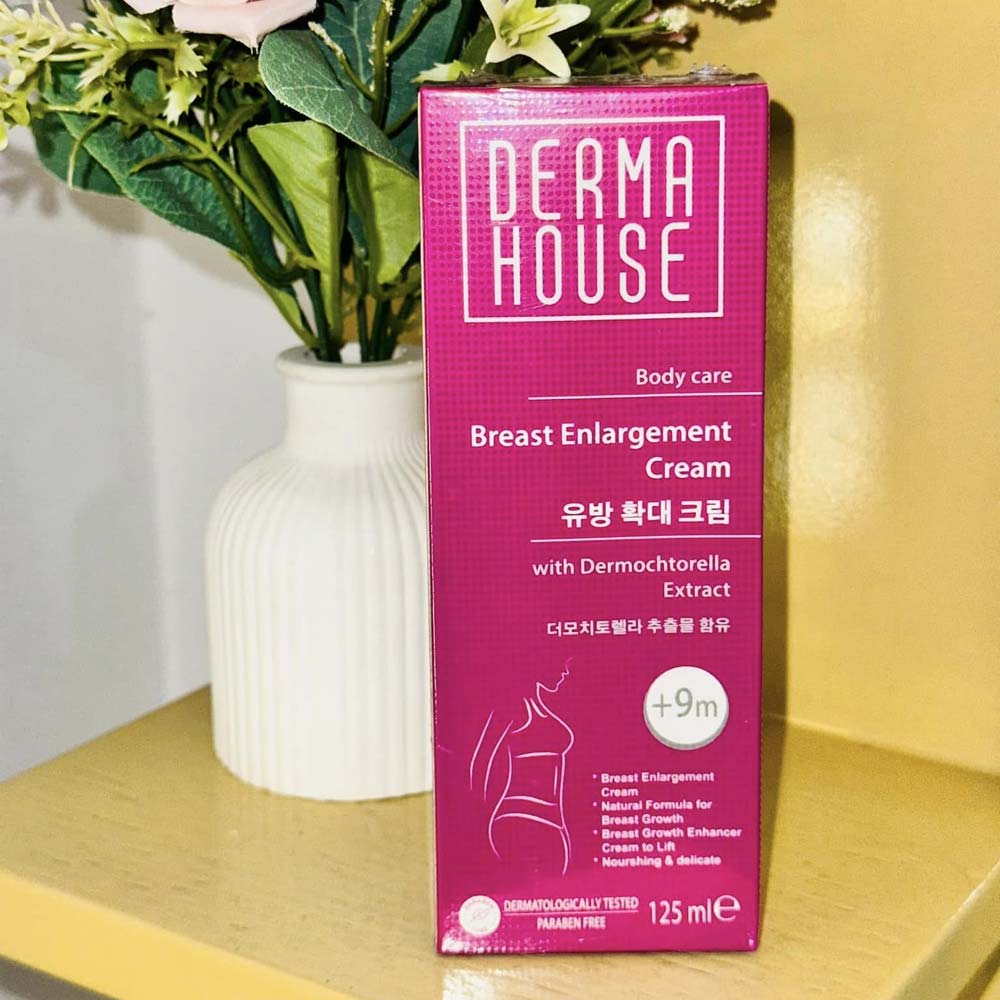 DERMA
HOUSE
Body care
Breast Enlargement
Cream
유방 확대 크림
with Dermochtorella
Extract
더모치토렐라 추출물 함유
+9m
• Breast Enlargement
Cream
• Natural Formula for
Breast Growth
• Breast Growth Enhancer
Cream to Lift
• Nourshing & delicate
DERMATOLOGICALLY TESTED
PARABEN FREE
125 ml℮